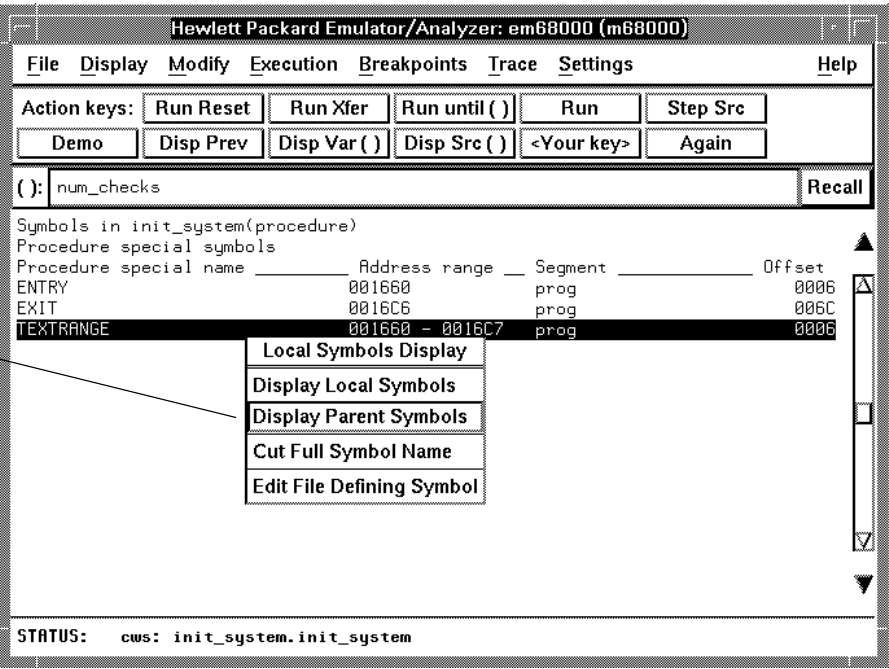 Hewlett Packard Emulator/Analyzer: em68000 (m68000)
File Display Modify Execution Breakpoints Trace Settings Help
Action keys: Run Reset Run Xfer Run until ( ) Run Step Src
Demo Disp Prev Disp Var ( ) Disp Src ( ) <Your key> Again
( ): num_checks Recall
Symbols in init_system(procedure)
Procedure special symbols
Procedure special name __________ Address range __ Segment _____________ Offset
ENTRY 001660 prog 0006
EXIT 0016C6 prog 006C
TEXTRANGE 001660 - 0016C7 prog 0006
Local Symbols Display
Display Local Symbols
Display Parent Symbols
Cut Full Symbol Name
Edit File Defining Symbol
STATUS: cws: init_system.init_system